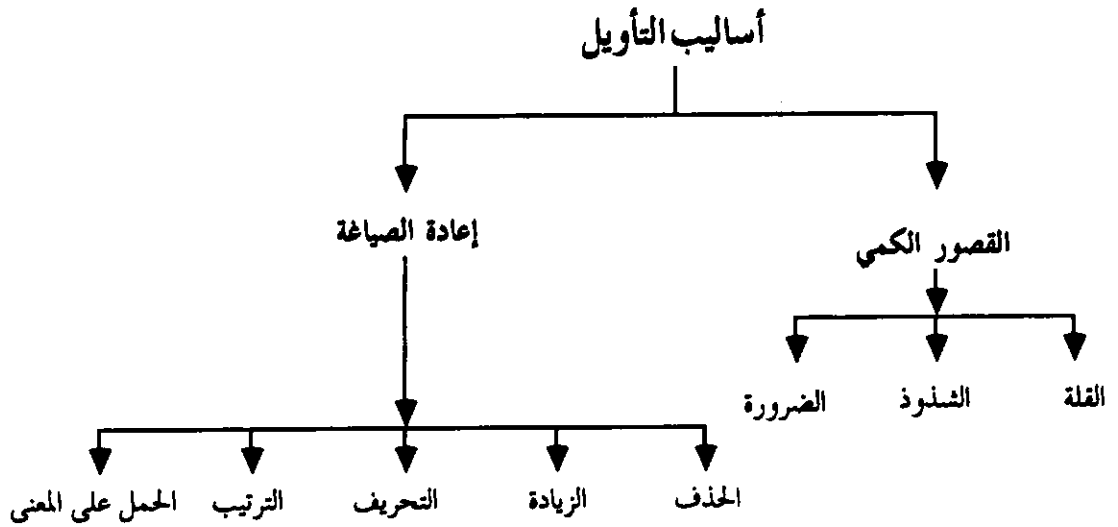 أساليب التأويل
القصور الكمي
إعادة الصياغة
القلة
الشذوذ
الضرورة
الحذف
الزيادة
التحريف
الترتيب
الحمل على المعنى